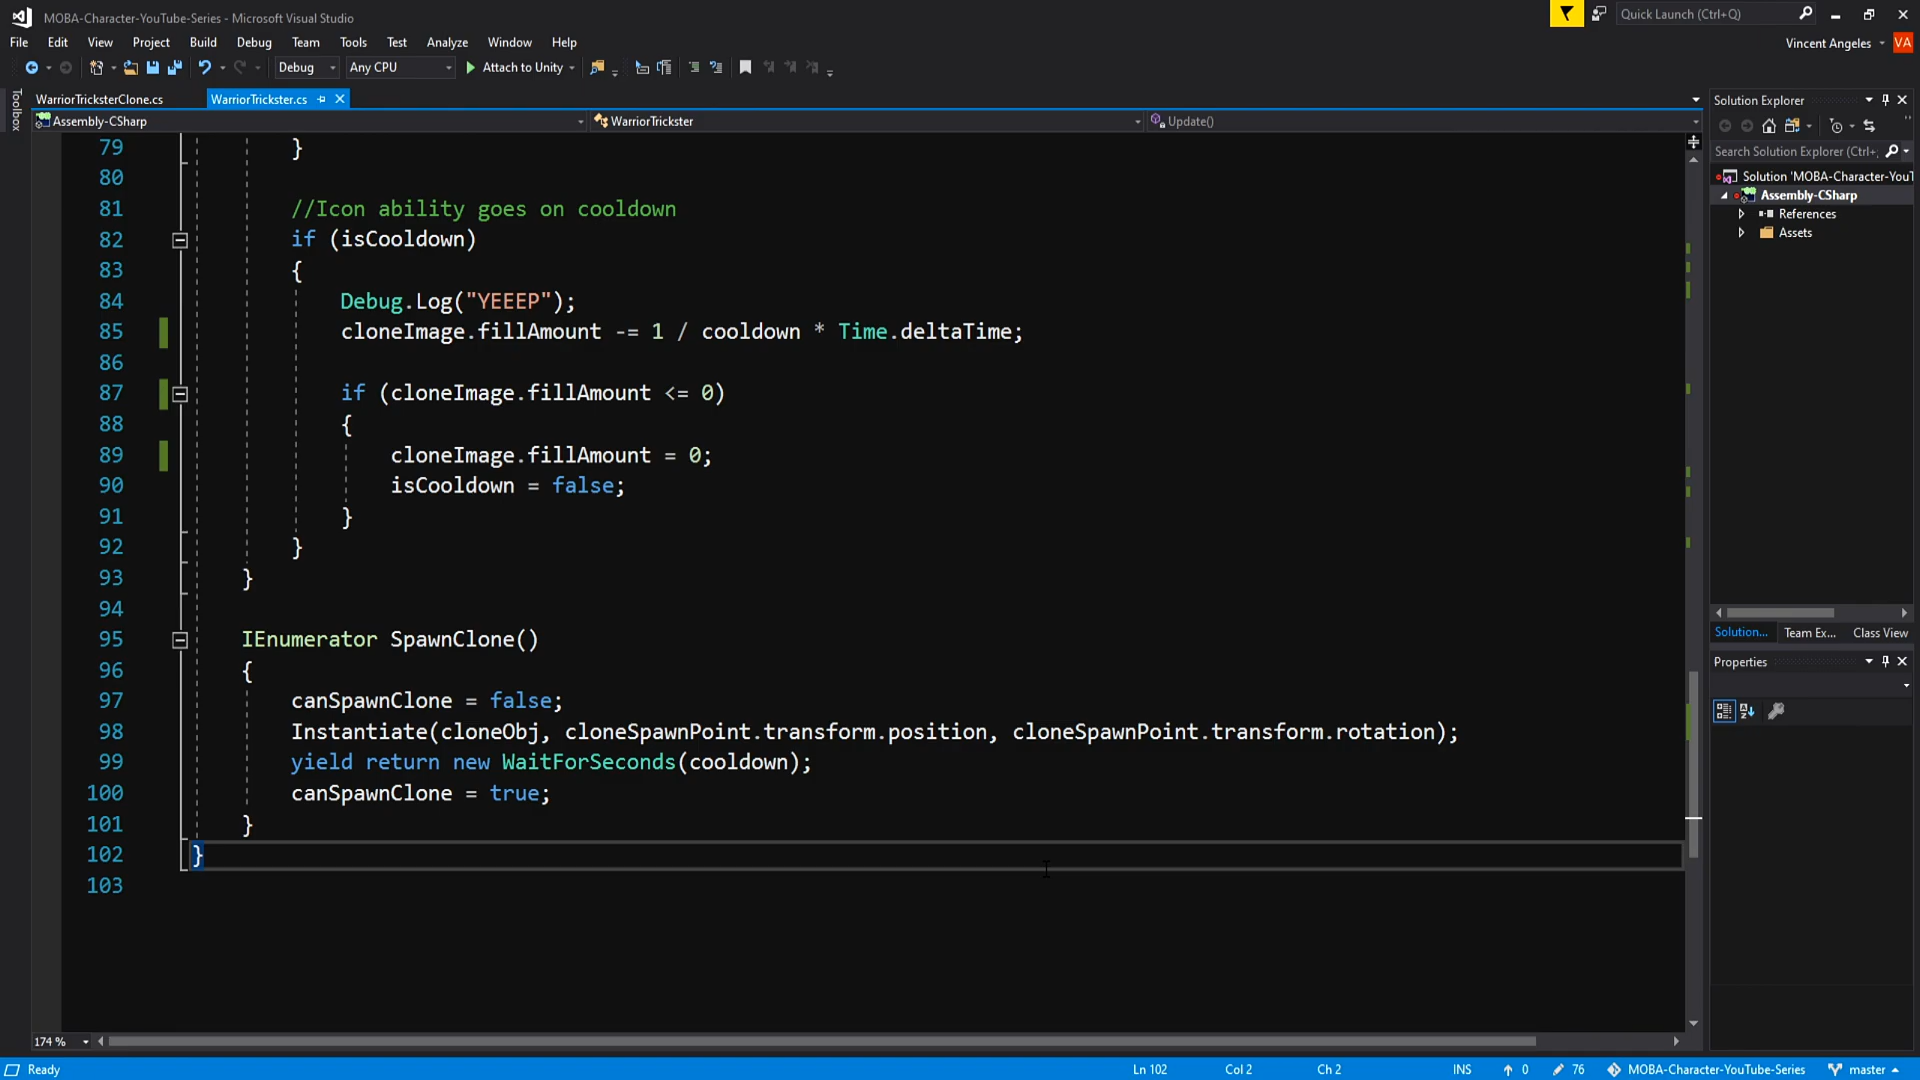 MOBA-Character-YouTube-Series - Microsoft Visual Studio
Quick Launch (Ctrl+Q)
File Edit View Project Build Debug Team Tools Test Analyze Window Help
Vincent Angeles VA
Debug Any CPU Attach to Unity
Toolbox
WarriorTricksterClone.cs WarriorTrickster.cs
Assembly-CSharp WarriorTrickster Update()
79 }
80
81 //Icon ability goes on cooldown
82 if (isCooldown)
83 {
84 Debug.Log("YEEEP");
85 cloneImage.fillAmount -= 1 / cooldown * Time.deltaTime;
86
87 if (cloneImage.fillAmount <= 0)
88 {
89 cloneImage.fillAmount = 0;
90 isCooldown = false;
91 }
92 }
93 }
94
95 IEnumerator SpawnClone()
96 {
97 canSpawnClone = false;
98 Instantiate(cloneObj, cloneSpawnPoint.transform.position, cloneSpawnPoint.transform.rotation);
99 yield return new WaitForSeconds(cooldown);
100 canSpawnClone = true;
101 }
102 }
103
174 %
Solution Explorer
Search Solution Explorer (Ctrl+;
Solution 'MOBA-Character-YouT
Assembly-CSharp
References
Assets
Solution... Team Ex... Class View
Properties
Ready Ln 102 Col 2 Ch 2 INS 0 76 MOBA-Character-YouTube-Series master